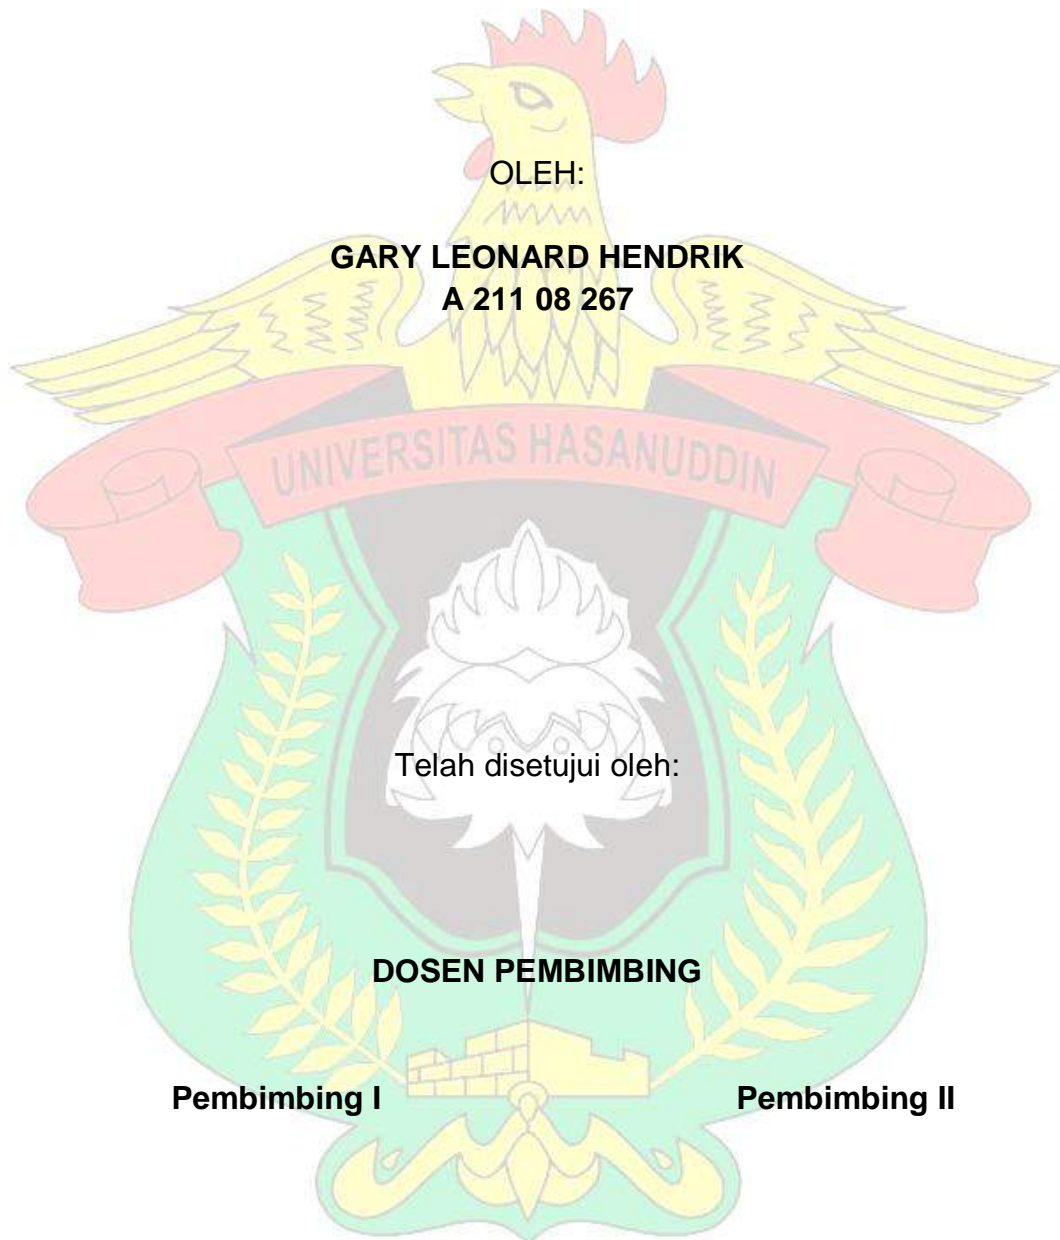 OLEH:
GARY LEONARD HENDRIK
A 211 08 267
UNIVERSITAS HASANUDDIN
Telah disetujui oleh:
DOSEN PEMBIMBING
Pembimbing I
Pembimbing II